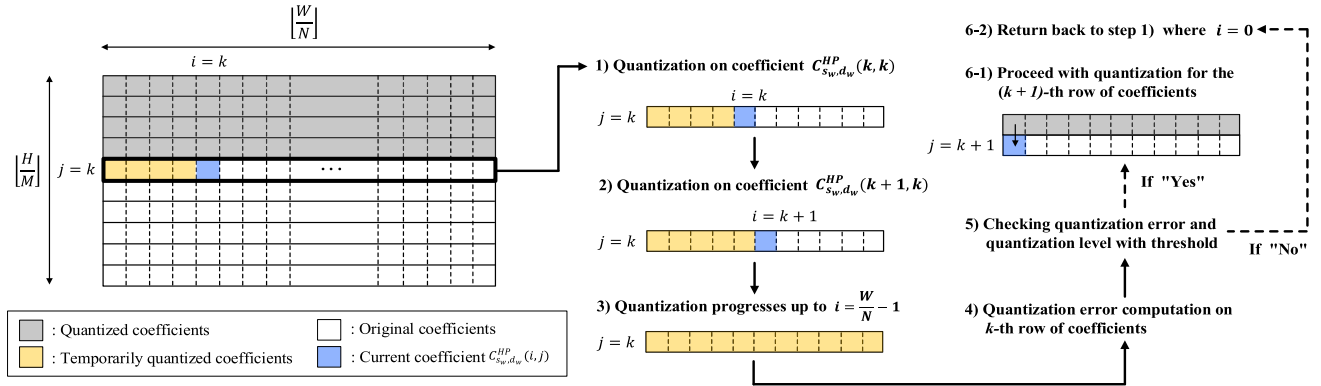 ⌊W/N⌋
i = k
⌊H/M⌋
j = k
...
: Quantized coefficients
: Original coefficients
: Temporarily quantized coefficients
: Current coefficient C^{HP}_{s_w,d_w}(i, j)
1) Quantization on coefficient C^{HP}_{s_w,d_w}(k, k)
i = k
j = k
2) Quantization on coefficient C^{HP}_{s_w,d_w}(k + 1, k)
i = k + 1
j = k
3) Quantization progresses up to i = W/N − 1
j = k
4) Quantization error computation on
k-th row of coefficients
5) Checking quantization error and
quantization level with threshold
If "Yes"
If "No"
6-1) Proceed with quantization for the
(k + 1)-th row of coefficients
j = k + 1
6-2) Return back to step 1) where i = 0